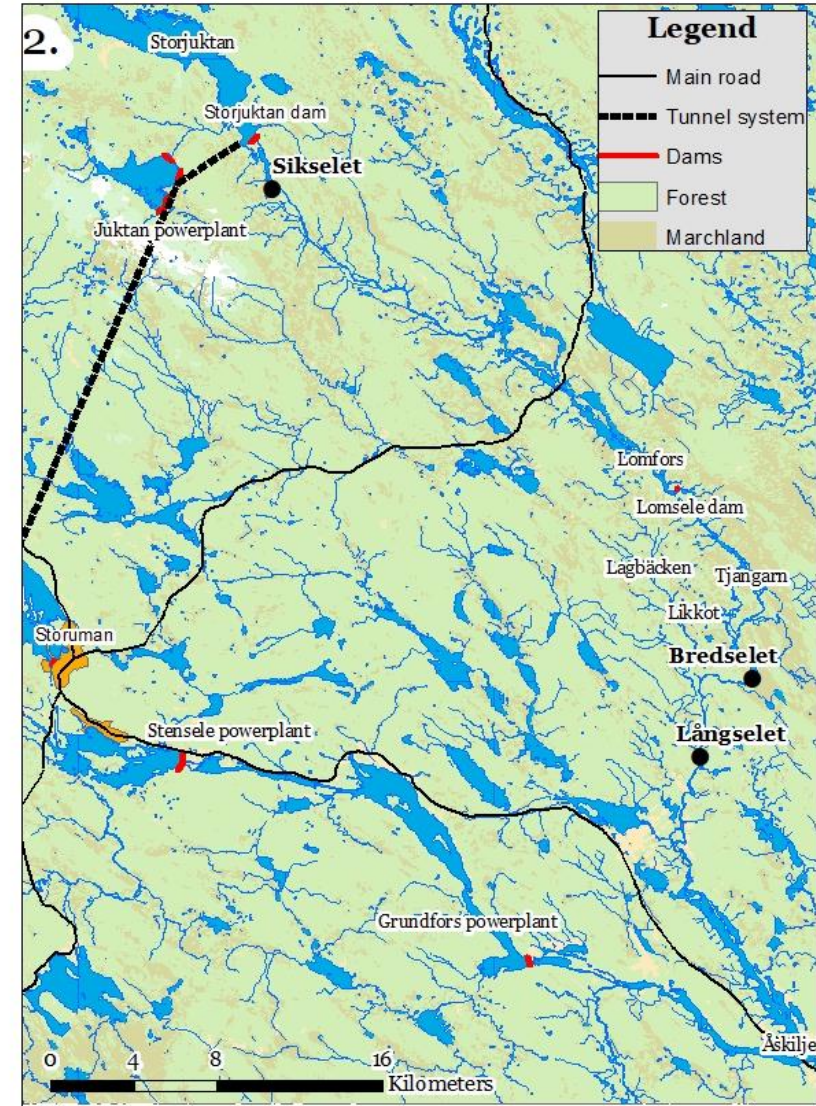 2.
Storjuktan
Legend
Main road
Tunnel system
Dams
Forest
Marchland
Storjuktan dam
Sikselet
Juktan powerplant
Lomfors
Lomsele dam
Lagbäcken
Tjangarn
Likkot
Storuman
Bredselet
Stensele powerplant
Långselet
Grundfors powerplant
Åskilje
0 4 8 16
Kilometers